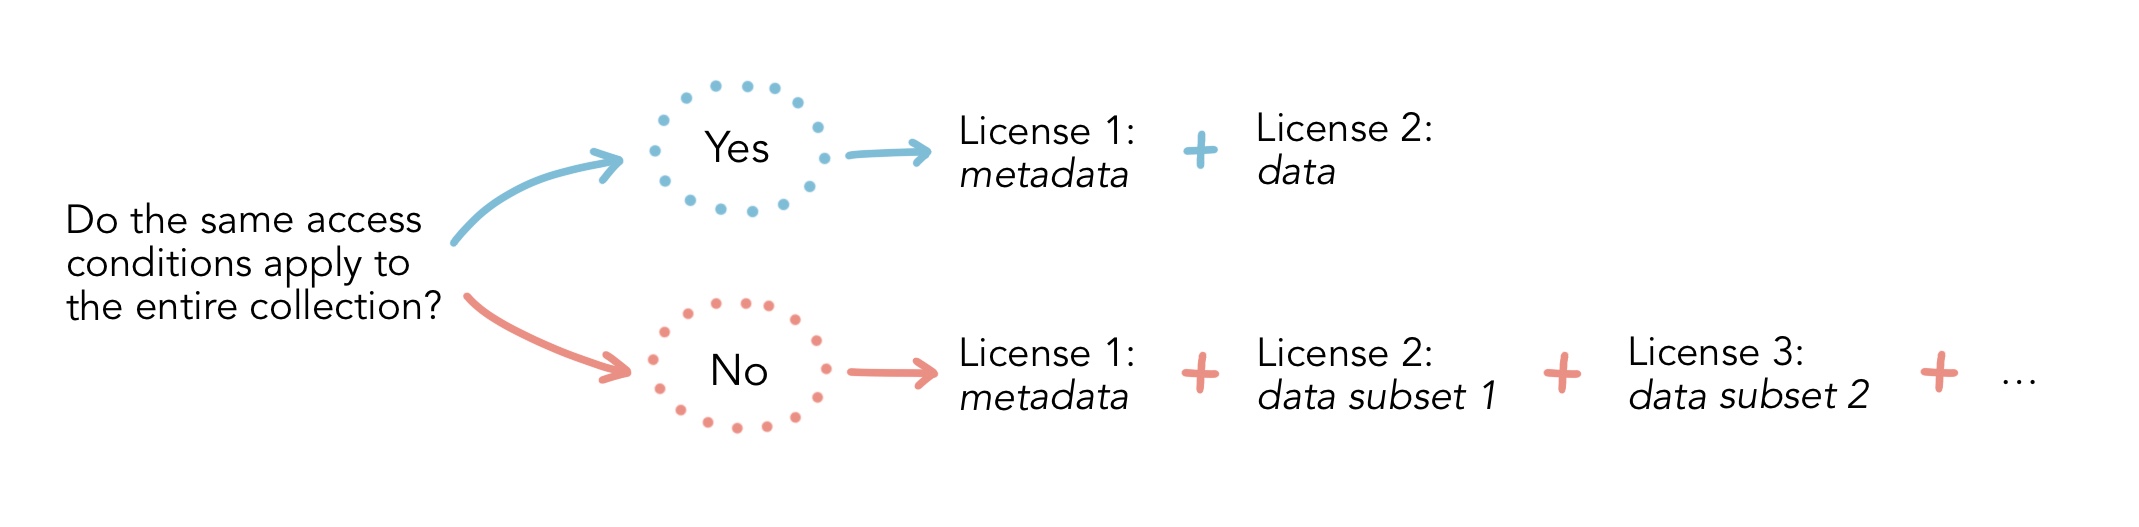 Do the same access
conditions apply to
the entire collection?
Yes
License 1:
metadata
+
License 2:
data
No
License 1:
metadata
+
License 2:
data subset 1
+
License 3:
data subset 2
+
...